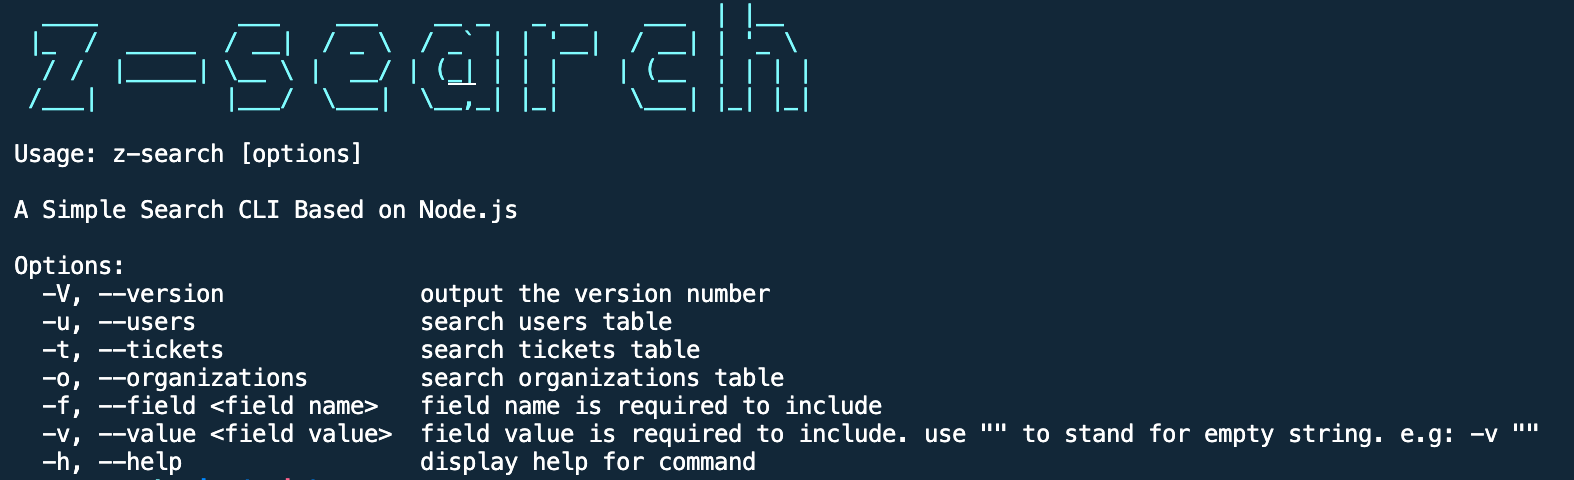 z-search
Usage: z-search [options]
A Simple Search CLI Based on Node.js
Options:
-V, --version output the version number
-u, --users search users table
-t, --tickets search tickets table
-o, --organizations search organizations table
-f, --field <field name> field name is required to include
-v, --value <field value> field value is required to include. use "" to stand for empty string. e.g: -v ""
-h, --help display help for command